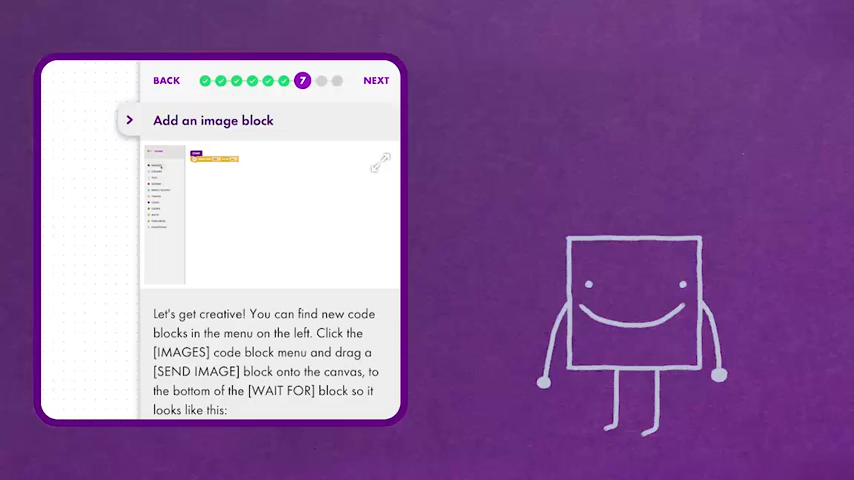 BACK 7 NEXT
Add an image block
Let's get creative! You can find new code
blocks in the menu on the left. Click the
[IMAGES] code block menu and drag a
[SEND IMAGE] block onto the canvas, to
the bottom of the [WAIT FOR] block so it
looks like this: